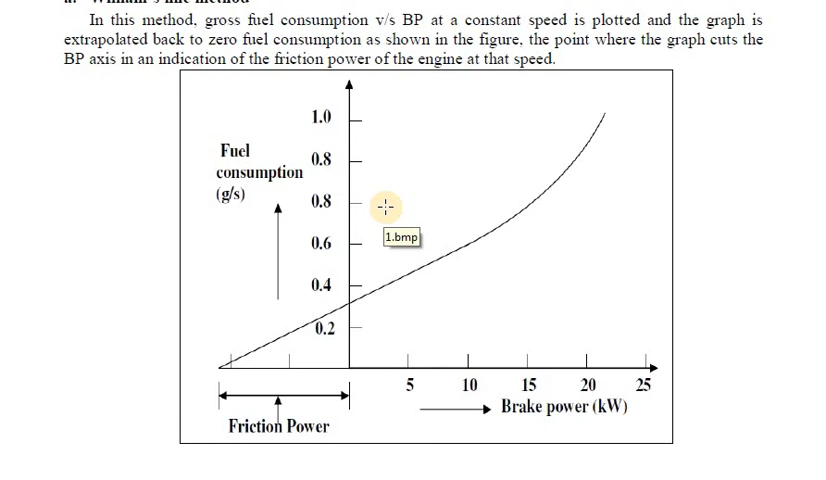 In this method, gross fuel consumption v/s BP at a constant speed is plotted and the graph is
extrapolated back to zero fuel consumption as shown in the figure, the point where the graph cuts the
BP axis in an indication of the friction power of the engine at that speed.
1.0
Fuel
consumption
(g/s)
0.8
0.8
1.bmp
0.6
0.4
0.2
5
10
15
20
25
Brake power (kW)
Friction Power